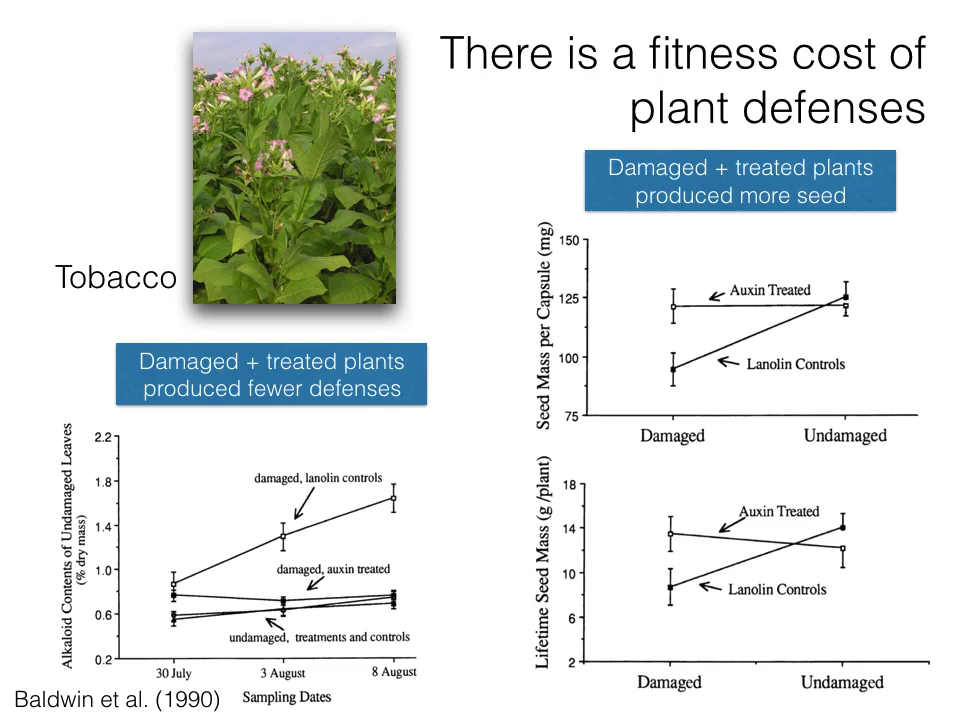 There is a fitness cost of
plant defenses
Tobacco
Damaged + treated plants
produced fewer defenses
Alkaloid Contents of Undamaged Leaves
(% dry mass)
2.2
1.8
1.4
1.0
0.6
0.2
damaged, lanolin controls
damaged, auxin treated
undamaged, treatments and controls
30 July
3 August
8 August
Sampling Dates
Baldwin et al. (1990)
Damaged + treated plants
produced more seed
Seed Mass per Capsule (mg)
150
125
100
75
Auxin Treated
Lanolin Controls
Damaged
Undamaged
Lifetime Seed Mass (g /plant)
18
14
10
6
2
Auxin Treated
Lanolin Controls
Damaged
Undamaged